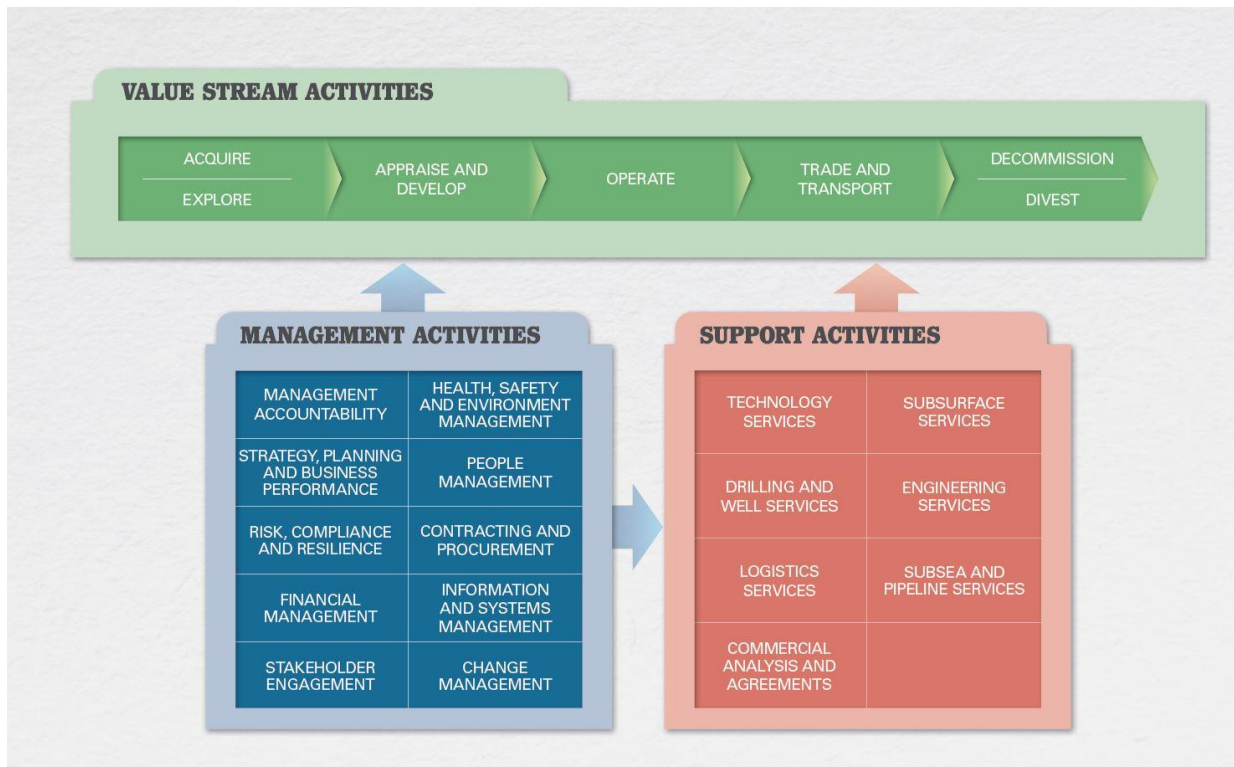 VALUE STREAM ACTIVITIES
ACQUIRE
EXPLORE
APPRAISE AND
DEVELOP
OPERATE
TRADE AND
TRANSPORT
DECOMMISSION
DIVEST
MANAGEMENT ACTIVITIES
MANAGEMENT
ACCOUNTABILITY
HEALTH, SAFETY
AND ENVIRONMENT
MANAGEMENT
STRATEGY, PLANNING
AND BUSINESS
PERFORMANCE
PEOPLE
MANAGEMENT
RISK, COMPLIANCE
AND RESILIENCE
CONTRACTING AND
PROCUREMENT
FINANCIAL
MANAGEMENT
INFORMATION
AND SYSTEMS
MANAGEMENT
STAKEHOLDER
ENGAGEMENT
CHANGE
MANAGEMENT
SUPPORT ACTIVITIES
TECHNOLOGY
SERVICES
SUBSURFACE
SERVICES
DRILLING AND
WELL SERVICES
ENGINEERING
SERVICES
LOGISTICS
SERVICES
SUBSEA AND
PIPELINE SERVICES
COMMERCIAL
ANALYSIS AND
AGREEMENTS